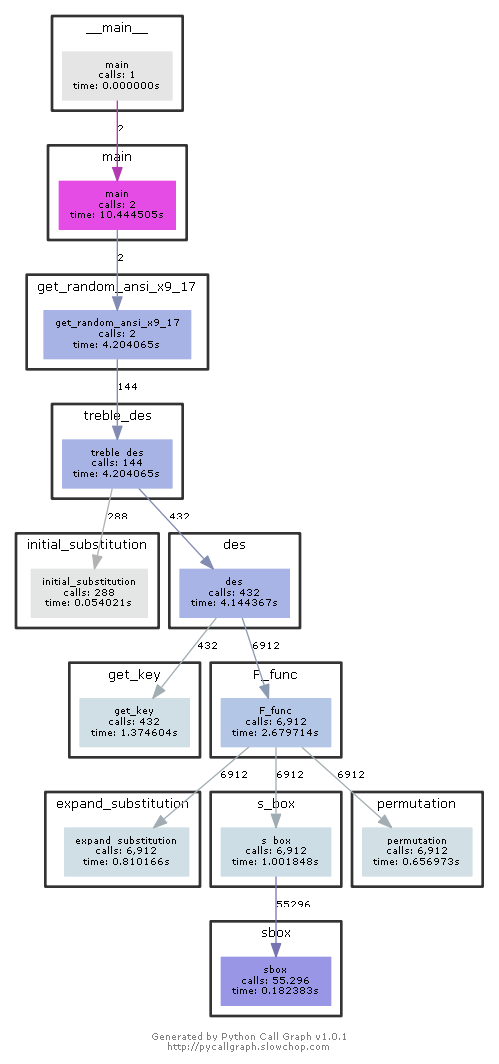 __main__
main
calls: 1
time: 0.000000s
2
main
main
calls: 2
time: 10.444505s
2
get_random_ansi_x9_17
get_random_ansi_x9_17
calls: 2
time: 4.204065s
144
treble_des
treble_des
calls: 144
time: 4.204065s
288
432
initial_substitution
des
initial_substitution
calls: 288
time: 0.054021s
des
calls: 432
time: 4.144367s
432
6912
get_key
F_func
get_key
calls: 432
time: 1.374604s
F_func
calls: 6,912
time: 2.679714s
6912
6912
6912
expand_substitution
s_box
permutation
expand_substitution
calls: 6,912
time: 0.810166s
s_box
calls: 6,912
time: 1.001848s
permutation
calls: 6,912
time: 0.656973s
55296
sbox
sbox
calls: 55,296
time: 0.182383s
Generated by Python Call Graph v1.0.1
http://pycallgraph.slowchop.com